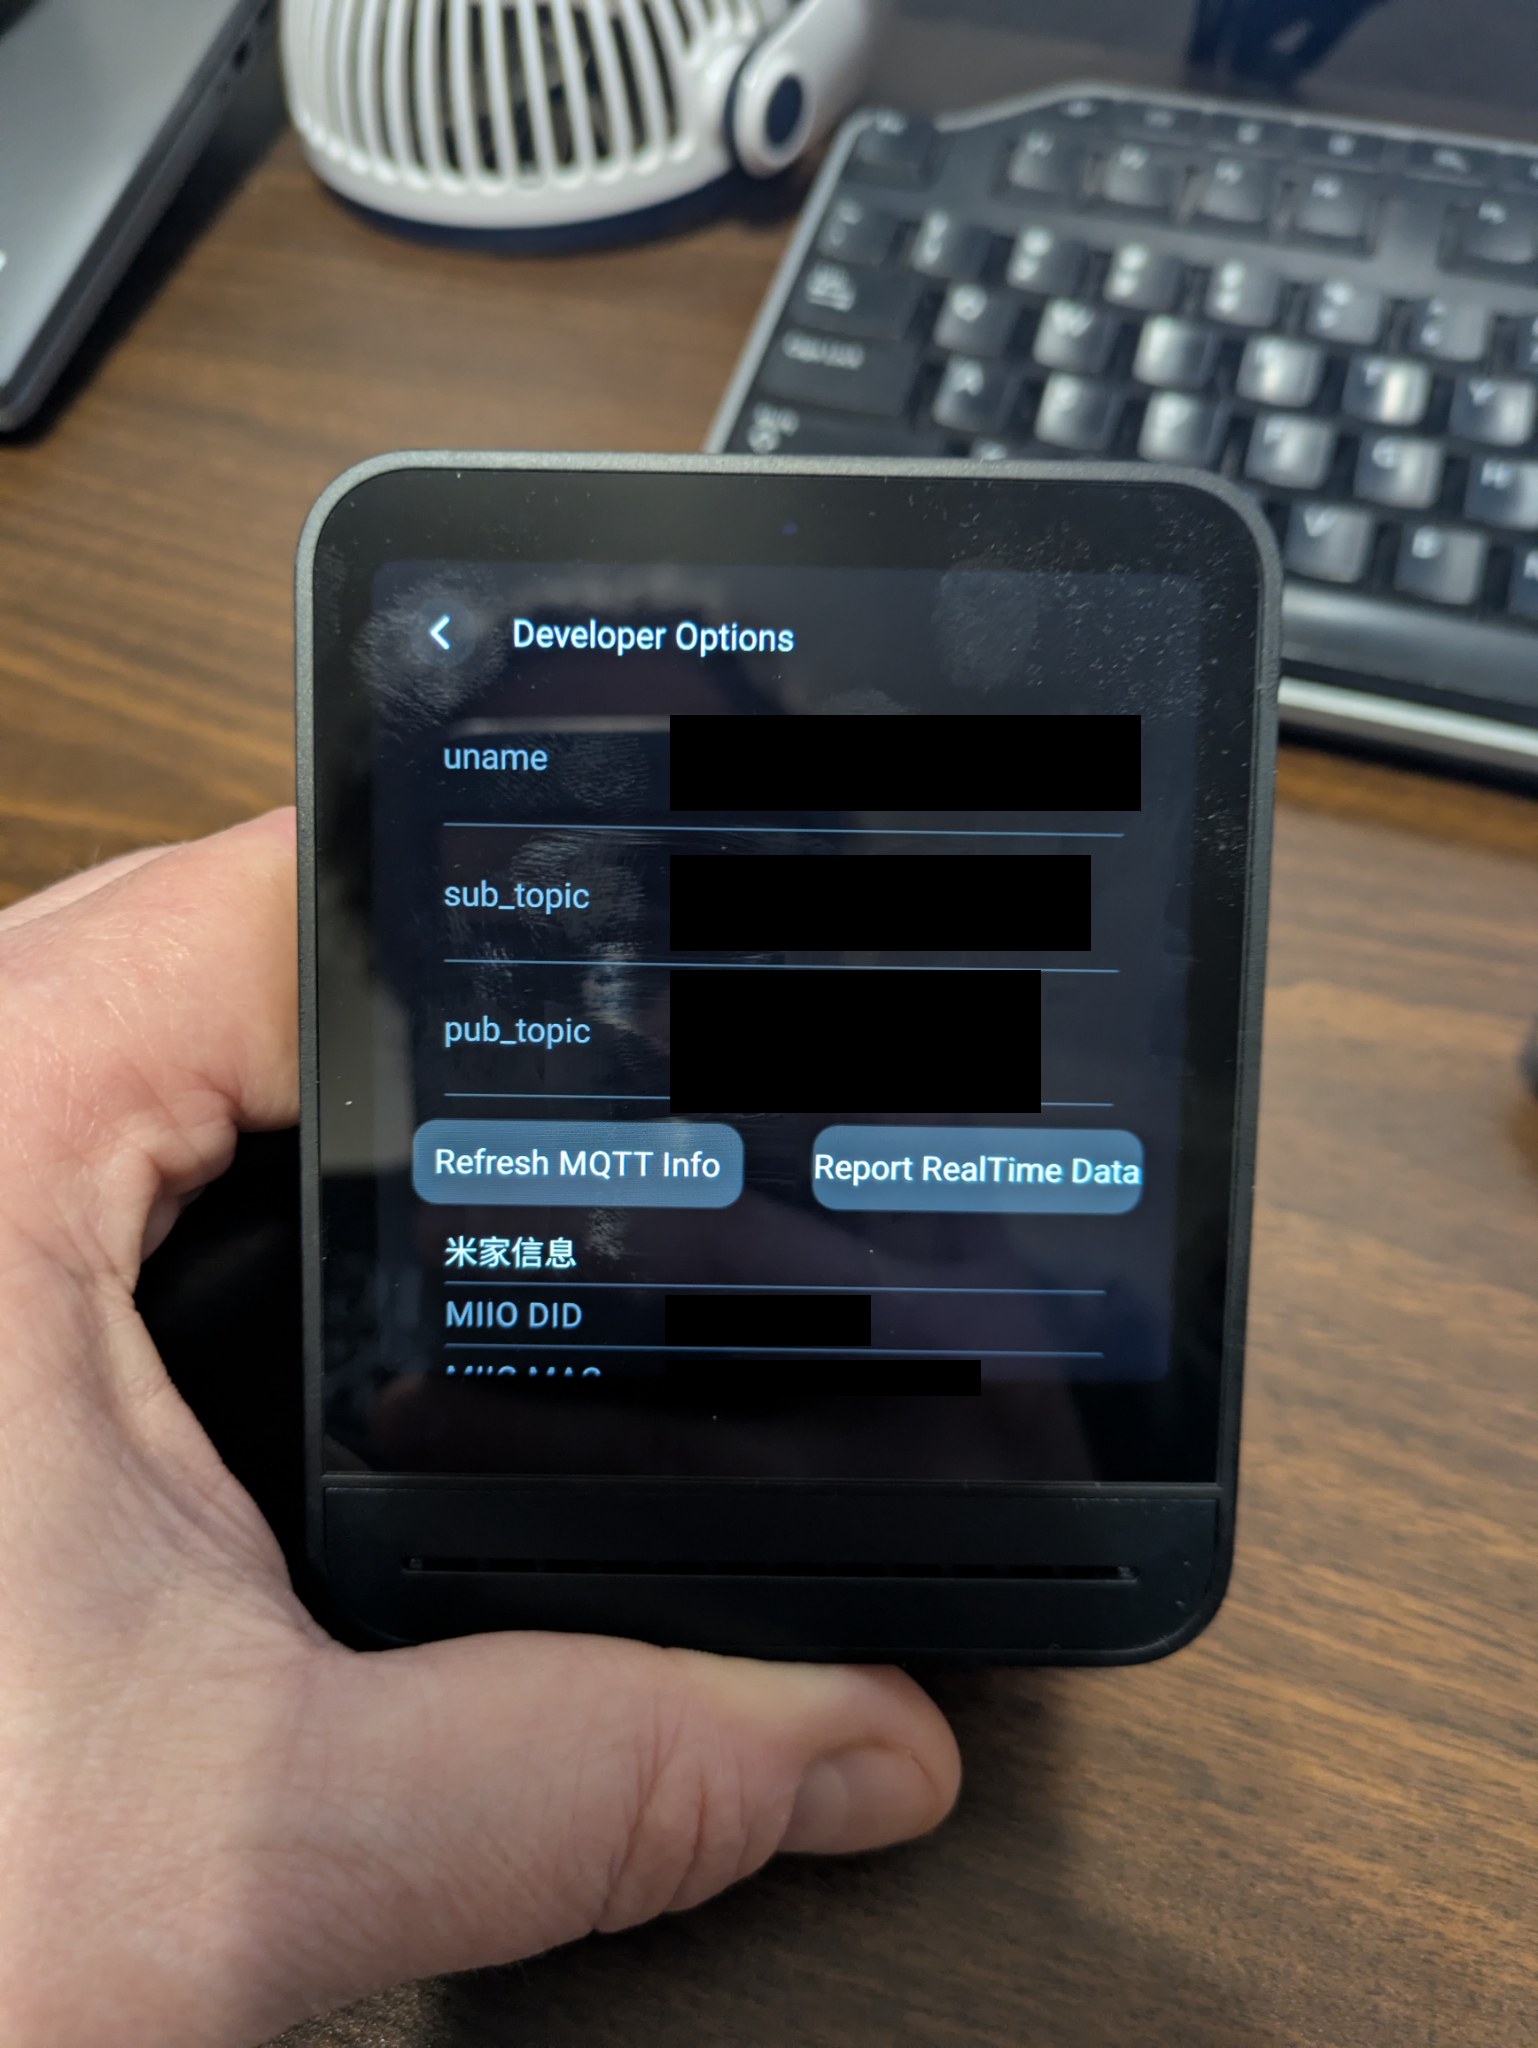 Developer Options
uname
sub_topic
pub_topic
Refresh MQTT Info
Report RealTime Data
米家信息
MIIO DID